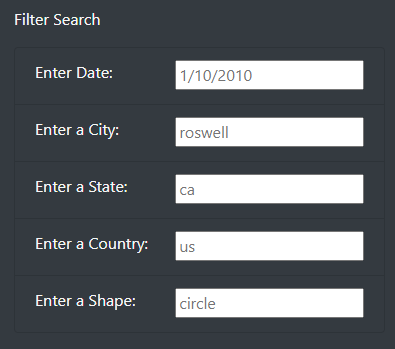 Filter Search
Enter Date: 1/10/2010
Enter a City: roswell
Enter a State: ca
Enter a Country: us
Enter a Shape: circle